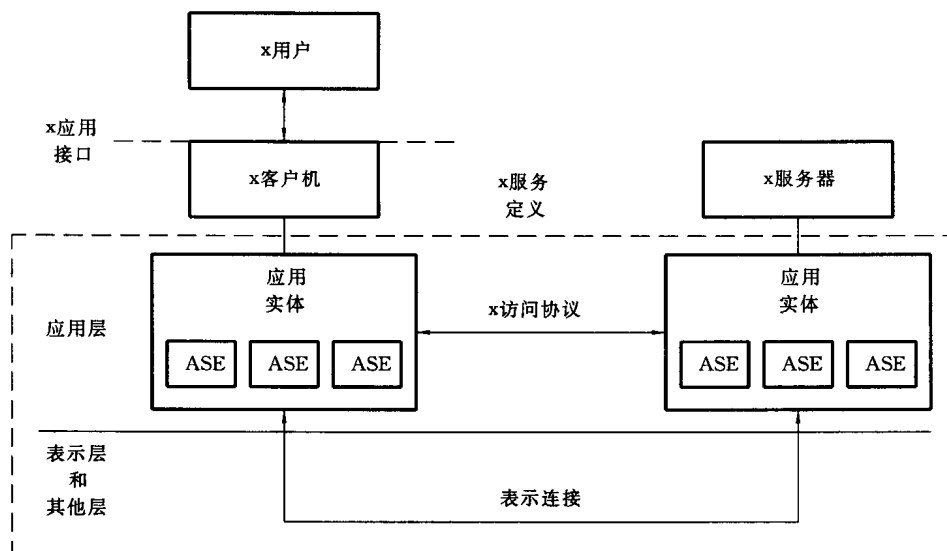 x用户
x应用
接口
x客户机
x服务
定义
x服务器
应用层
应用
实体
ASE ASE ASE
x访问协议
应用
实体
ASE ASE ASE
表示层
和
其他层
表示连接